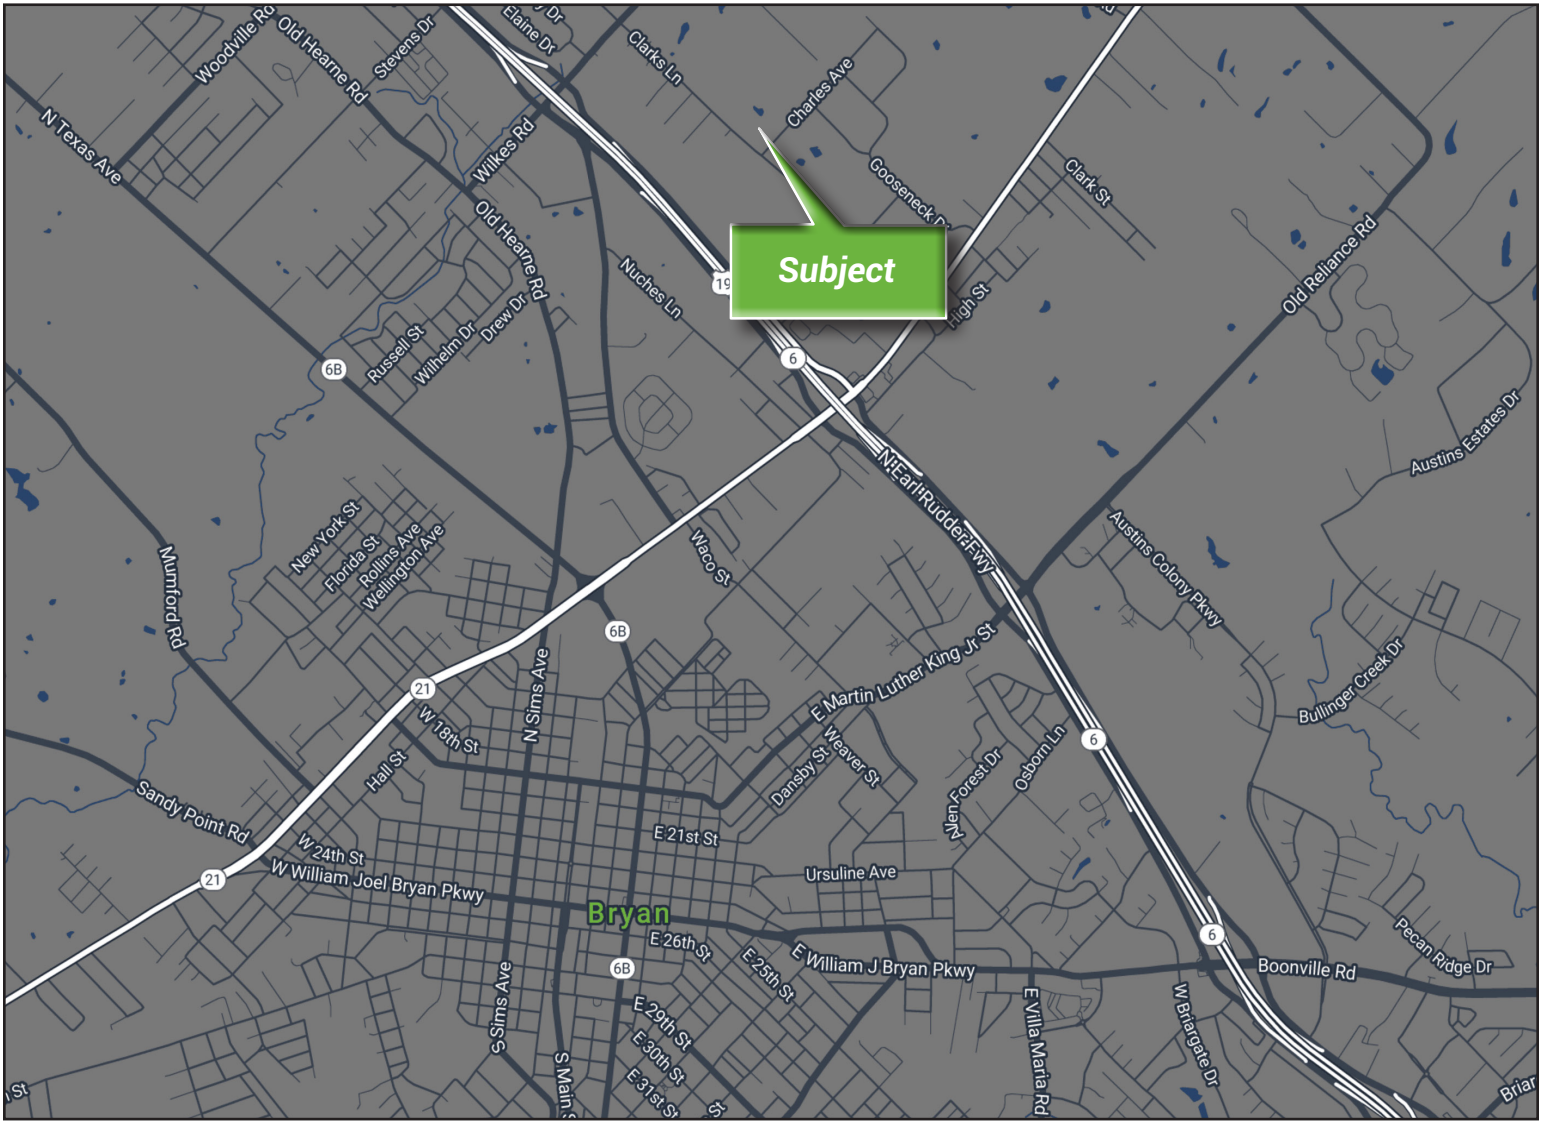 Woodville Rd
Old Hearne Rd
Stevens Dr
Elaine Dr
Dr
Clarks Ln
Charles Ave
N Texas Ave
Wilkes Rd
Gooseneck Dr
Clark St
Old Hearne Rd
Old Reliance Rd
Subject
Nuches Ln
19
High St
Drew Dr
Wilhelm Dr
Russell St
6B
6
Austins Estates Dr
N Earl Rudder Fwy
New York St
Florida St
Rollins Ave
Wellington Ave
Waco St
Austins Colony Pkwy
Mumford Rd
6B
E Martin Luther King Jr St
Bullinger Creek Dr
21
N Sims Ave
W 18th St
6
Hall St
Weaver St
Dansby St
Osborn Ln
Allen Forest Dr
Sandy Point Rd
E 21st St
W 24th St
W William Joel Bryan Pkwy
Ursuline Ave
21
Bryan
6
E 26th St
E 25th St
E William J Bryan Pkwy
Boonville Rd
Pecan Ridge Dr
6B
S Sims Ave
E 29th St
E 30th St
E 31st St
E Villa Maria Rd
W Briargate Dr
S Main S
St
St
Briar